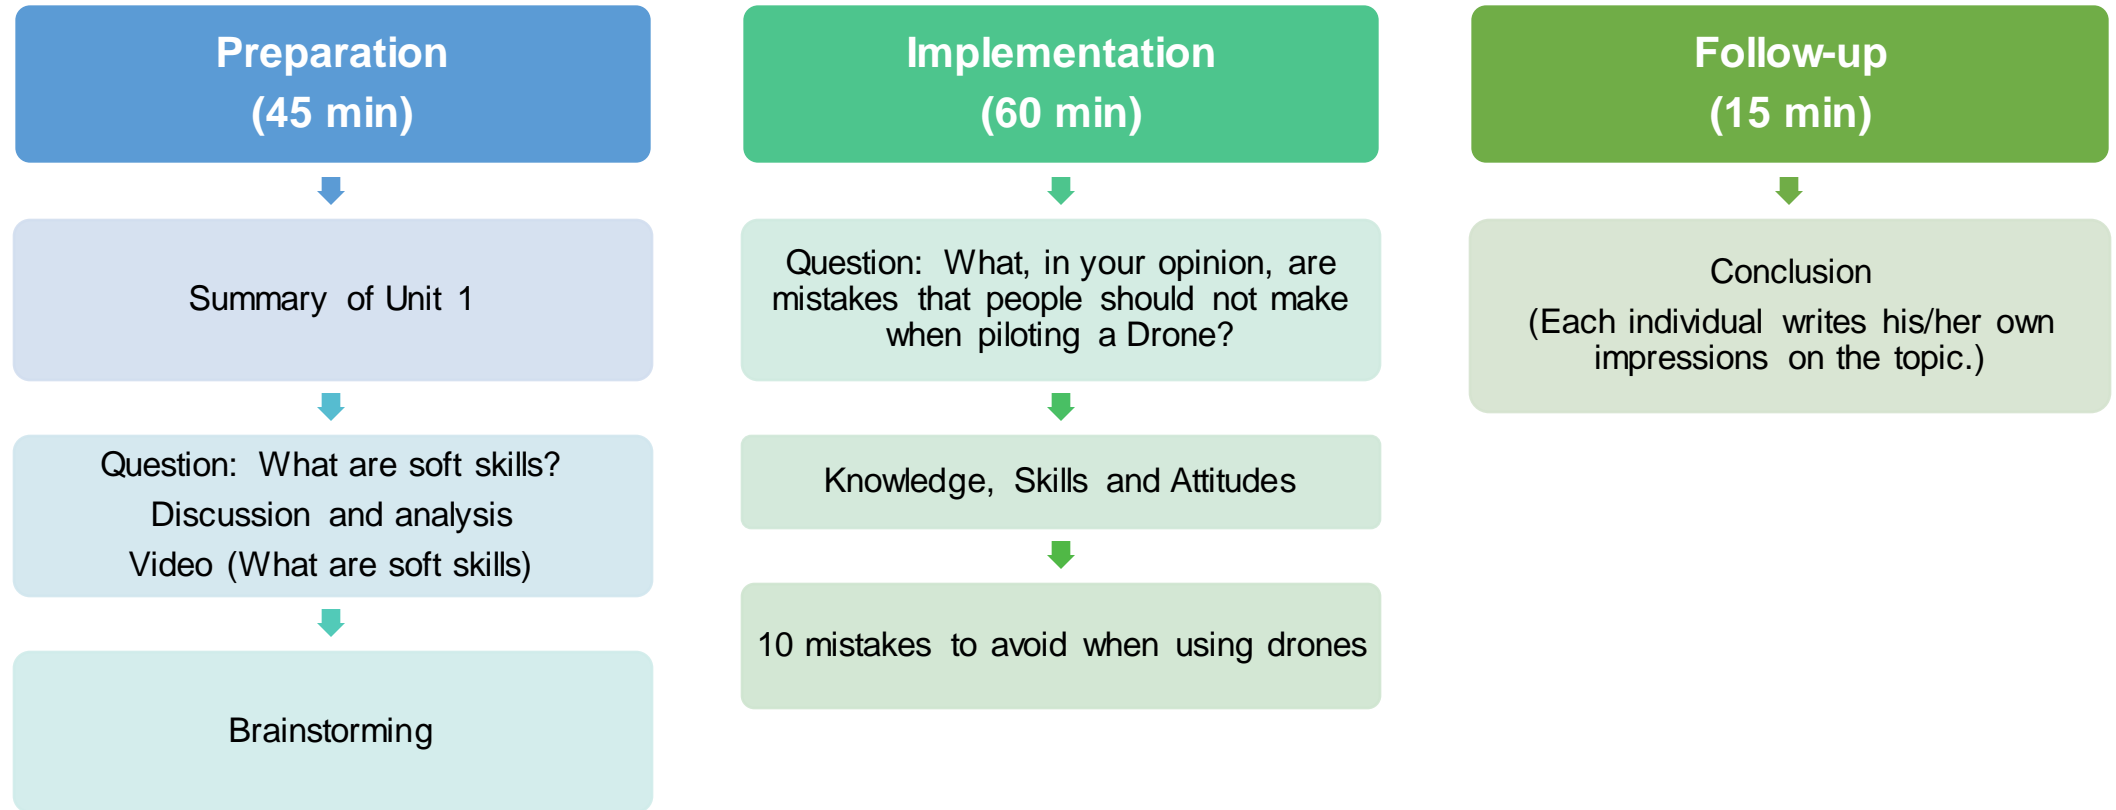 Preparation
(45 min)
Summary of Unit 1
Question: What are soft skills?
Discussion and analysis
Video (What are soft skills)
Brainstorming
Implementation
(60 min)
Question: What, in your opinion, are
mistakes that people should not make
when piloting a Drone?
Knowledge, Skills and Attitudes
10 mistakes to avoid when using drones
Follow-up
(15 min)
Conclusion
(Each individual writes his/her own
impressions on the topic.)